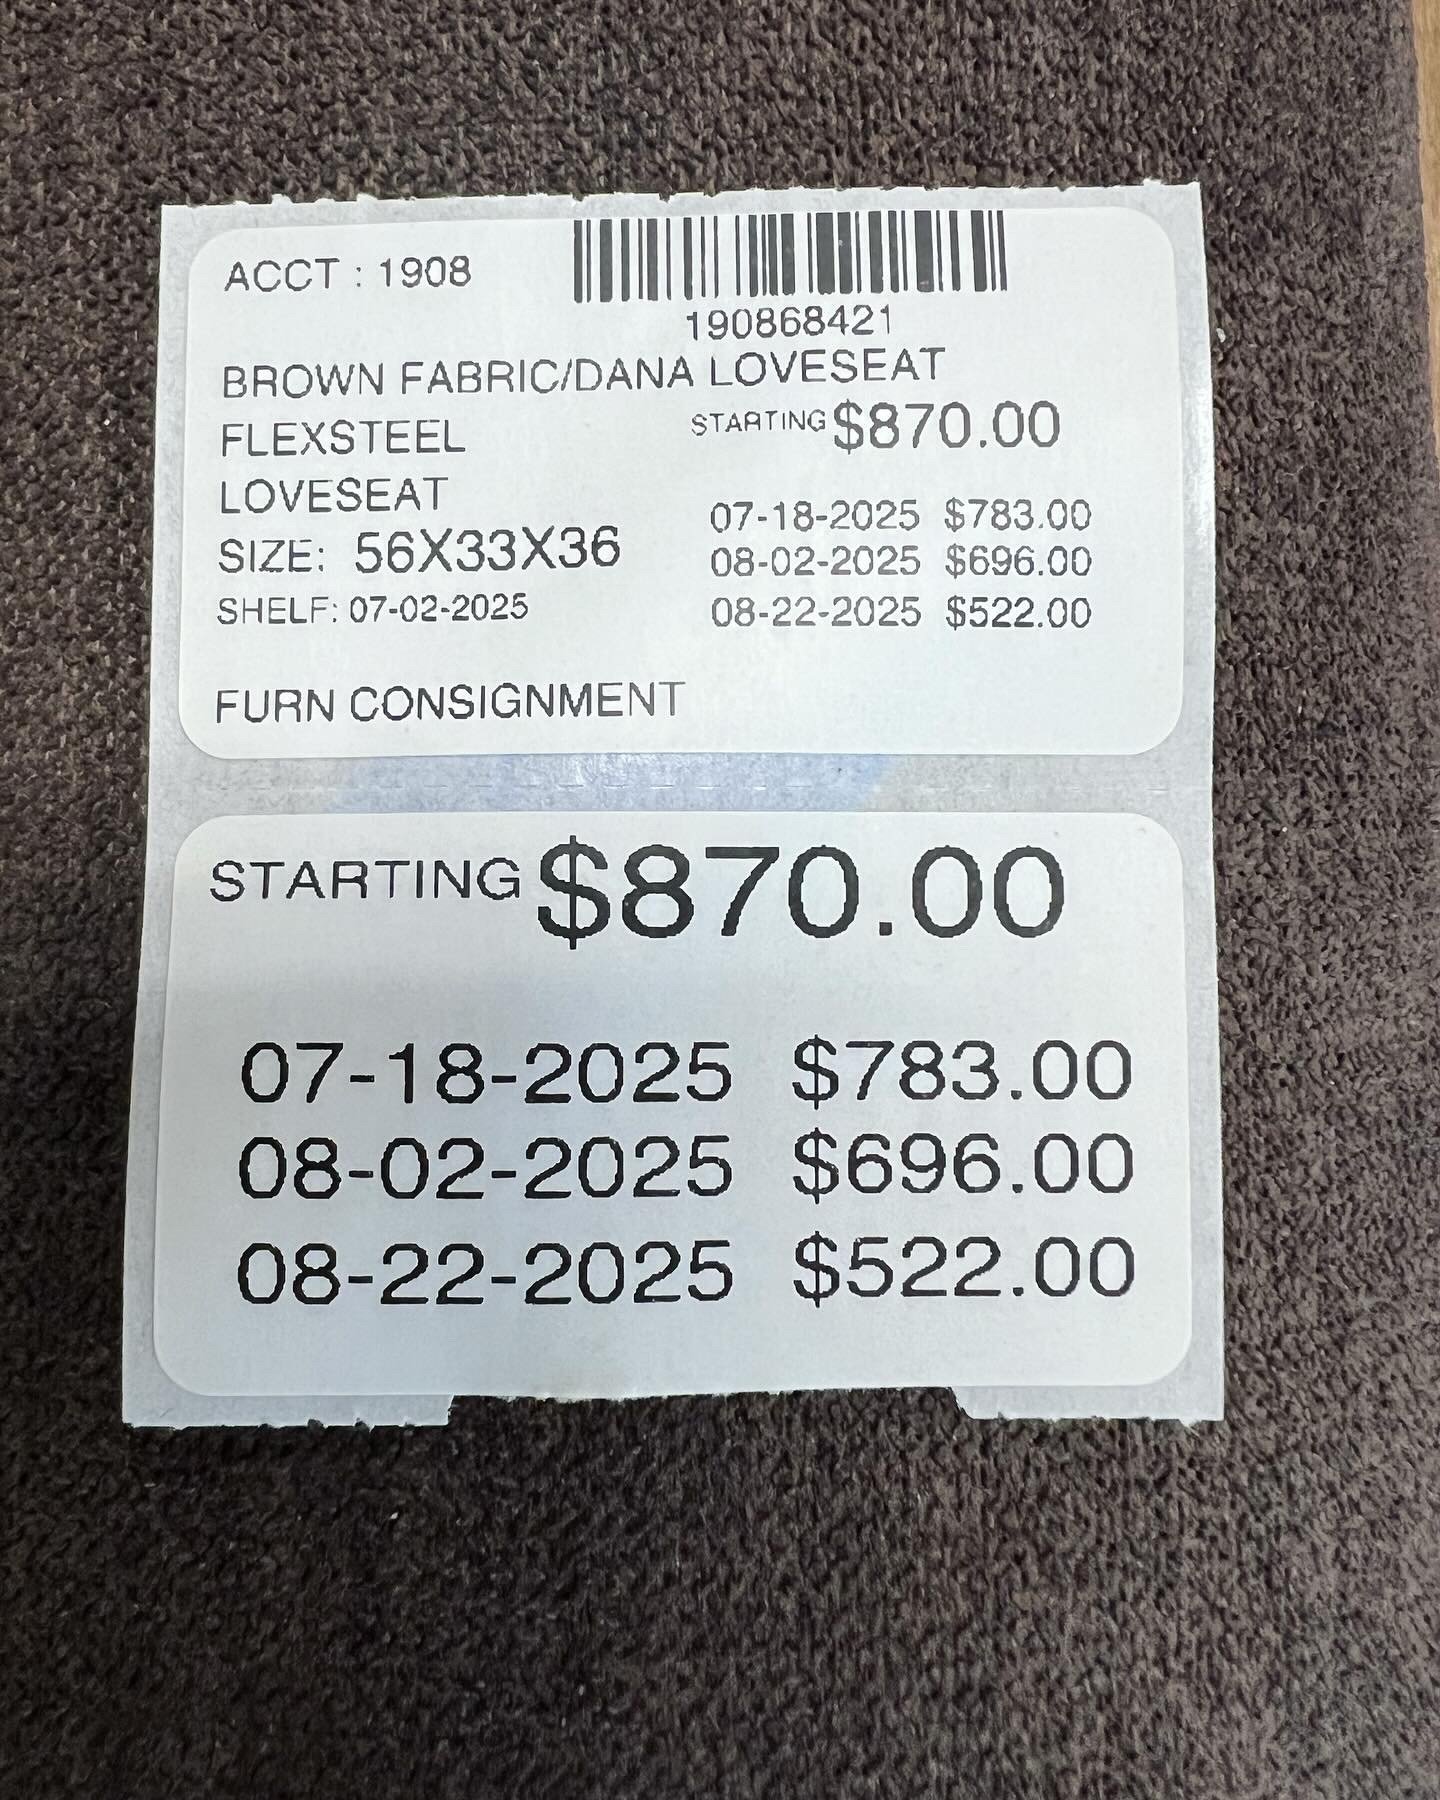 ACCT : 1908
190868421
BROWN FABRIC/DANA LOVESEAT
FLEXSTEEL
STARTING $870.00
LOVESEAT
07-18-2025 $783.00
SIZE: 56X33X36
08-02-2025 $696.00
SHELF: 07-02-2025
08-22-2025 $522.00
FURN CONSIGNMENT
STARTING $870.00
07-18-2025 $783.00
08-02-2025 $696.00
08-22-2025 $522.00